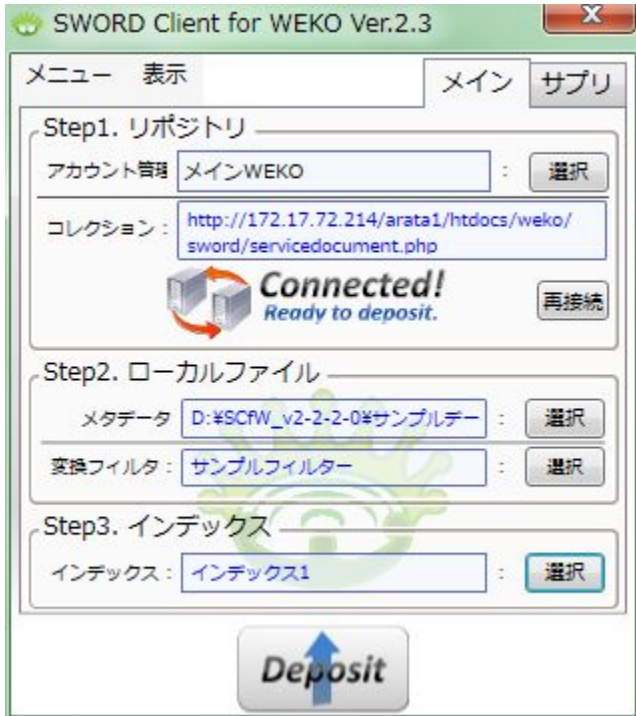 SWORD Client for WEKO Ver.2.3
x
メニュー 表示
メイン サプリ
Step1. リポジトリ
アカウント管理 メインWEKO : 選択
コレクション : http://172.17.72.214/arata1/htdocs/weko/
sword/servicedocument.php
Connected!
Ready to deposit.
再接続
Step2. ローカルファイル
メタデータ D:¥SCfW_v2-2-2-0¥サンプルデー : 選択
変換フィルタ : サンプルフィルター : 選択
Step3. インデックス
インデックス : インデックス1 : 選択
Deposit